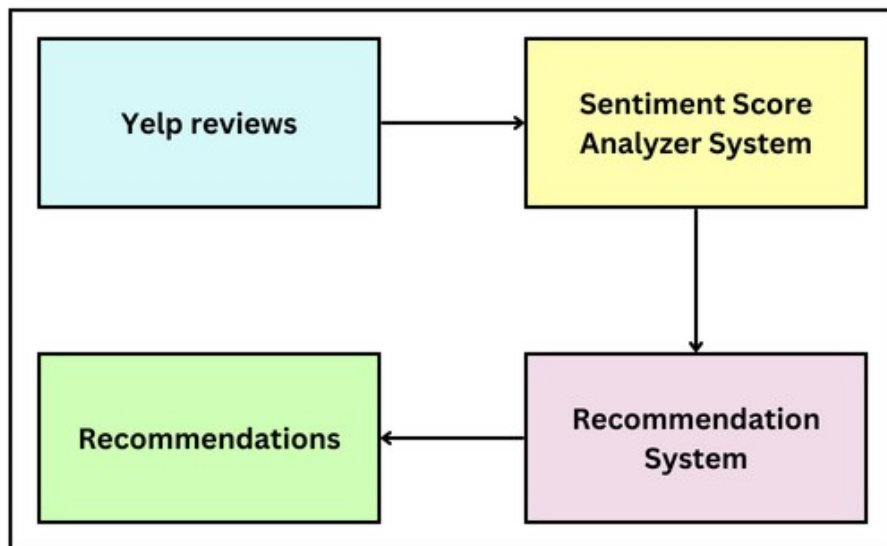 Yelp reviews
Sentiment Score
Analyzer System
Recommendations
Recommendation
System